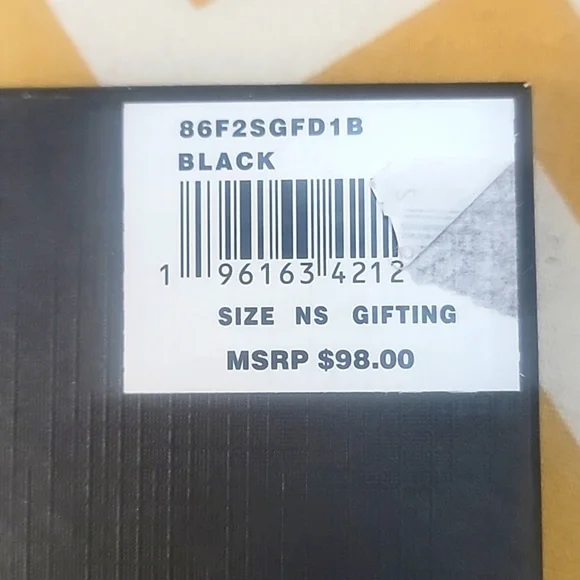 86F2SGFD1B
BLACK
1 96163 4212
SIZE NS GIFTING
MSRP $98.00